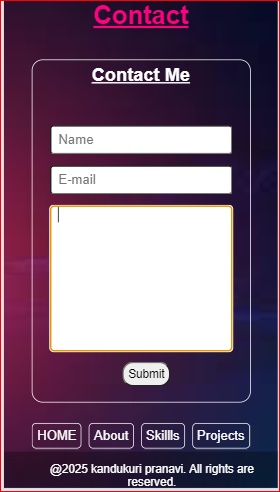 Contact
Contact Me
Name
E-mail
Submit
HOME About Skillls Projects
@2025 kandukuri pranavi. All rights are
reserved.